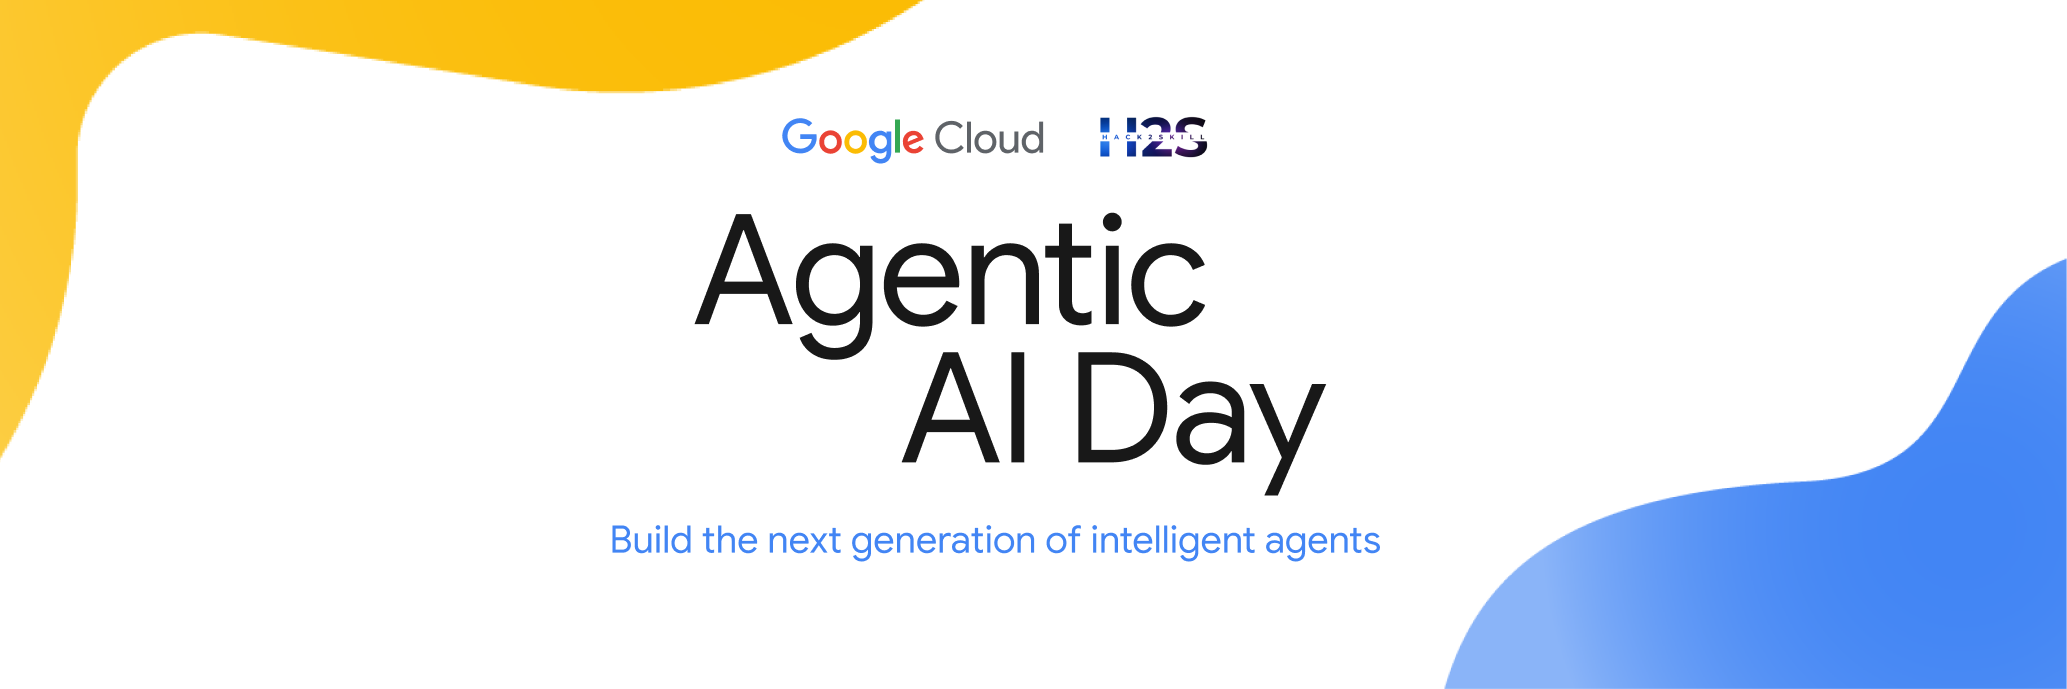 Google Cloud H2S
HACK2SKILL
Agentic
AI Day
Build the next generation of intelligent agents